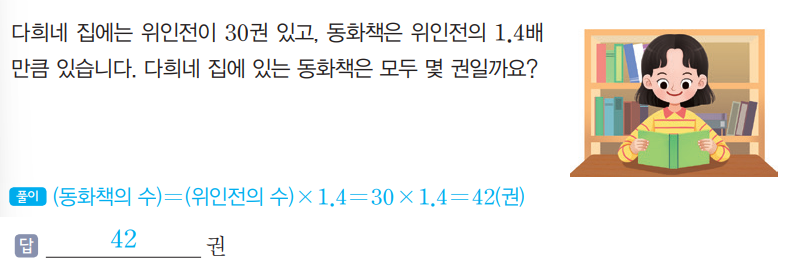 다희네 집에는 위인전이 30권 있고, 동화책은 위인전의 1.4배
만큼 있습니다. 다희네 집에 있는 동화책은 모두 몇 권일까요?
풀이 (동화책의 수)=(위인전의 수)×1.4=30×1.4=42(권)
답 42 권